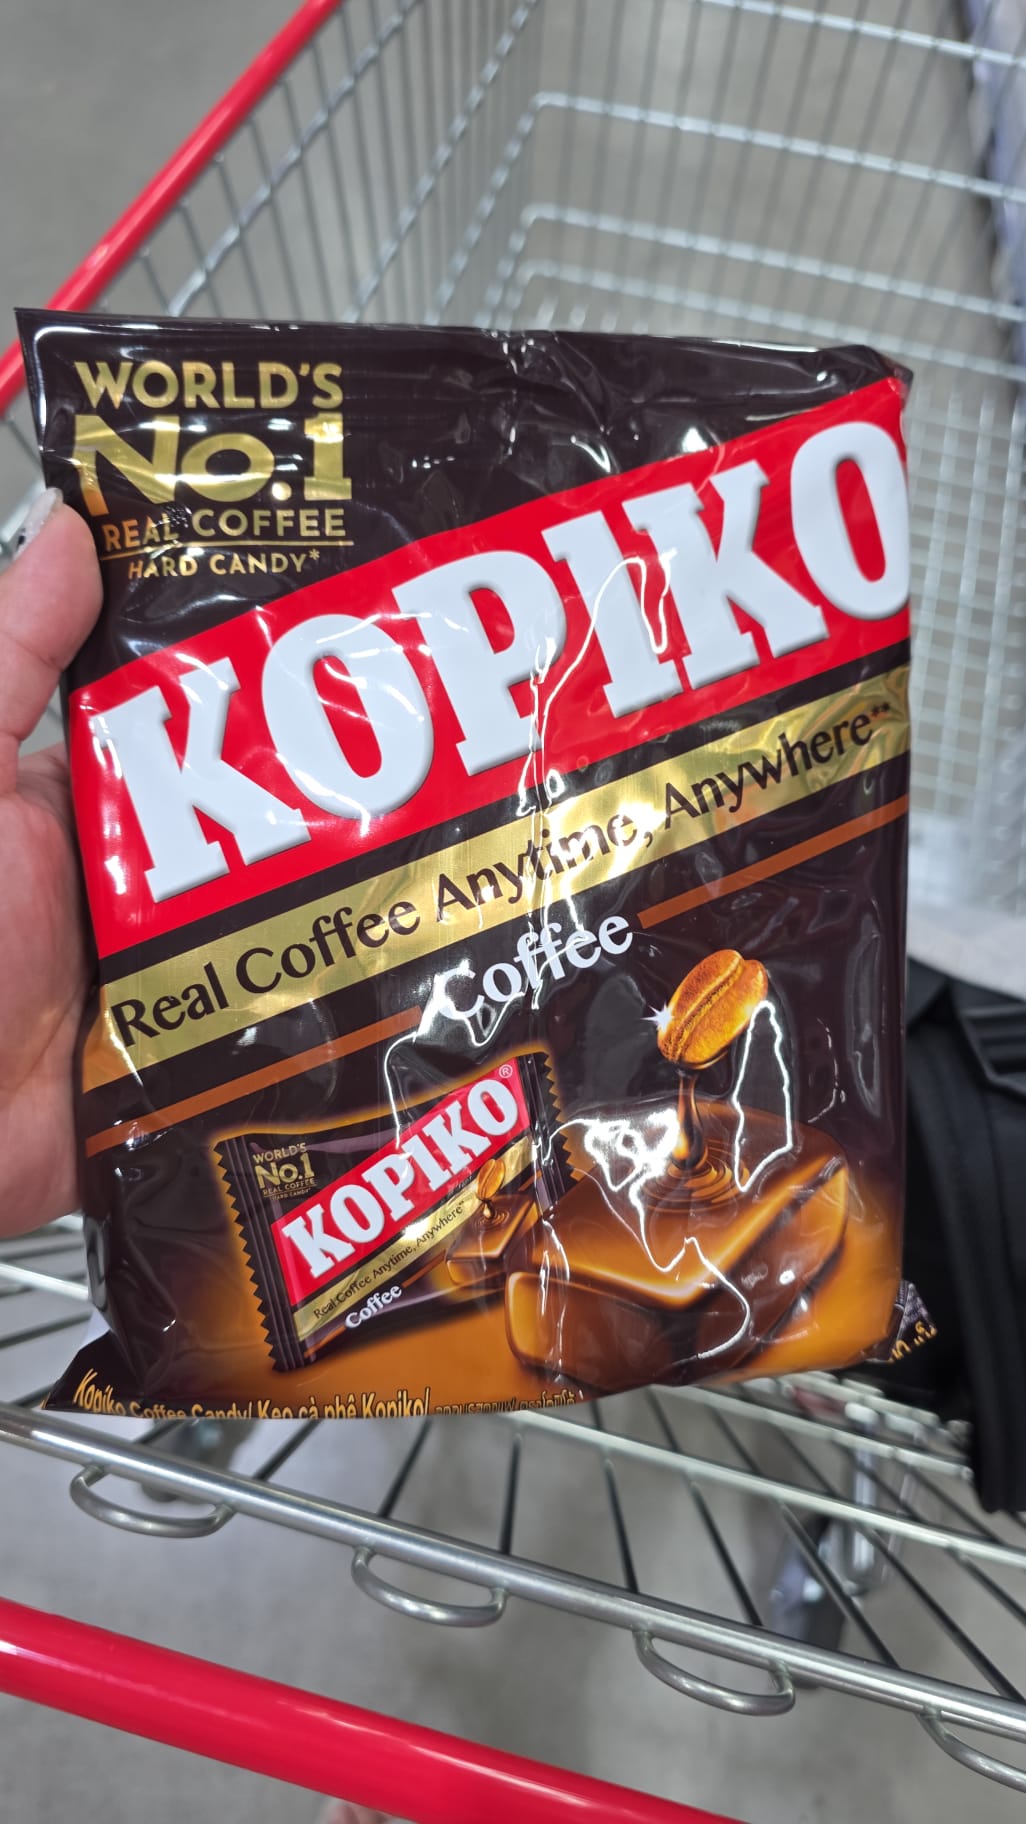 WORLD'S
No.1
REAL COFFEE
HARD CANDY*
KOPIKO
Real Coffee Anytime, Anywhere**
Coffee
WORLD'S
No.1
REAL COFFEE
HARD CANDY*
KOPIKO®
Real Coffee Anytime, Anywhere**
Coffee
Kopiko Coffee Candy/ Kẹo cà phê Kopiko/